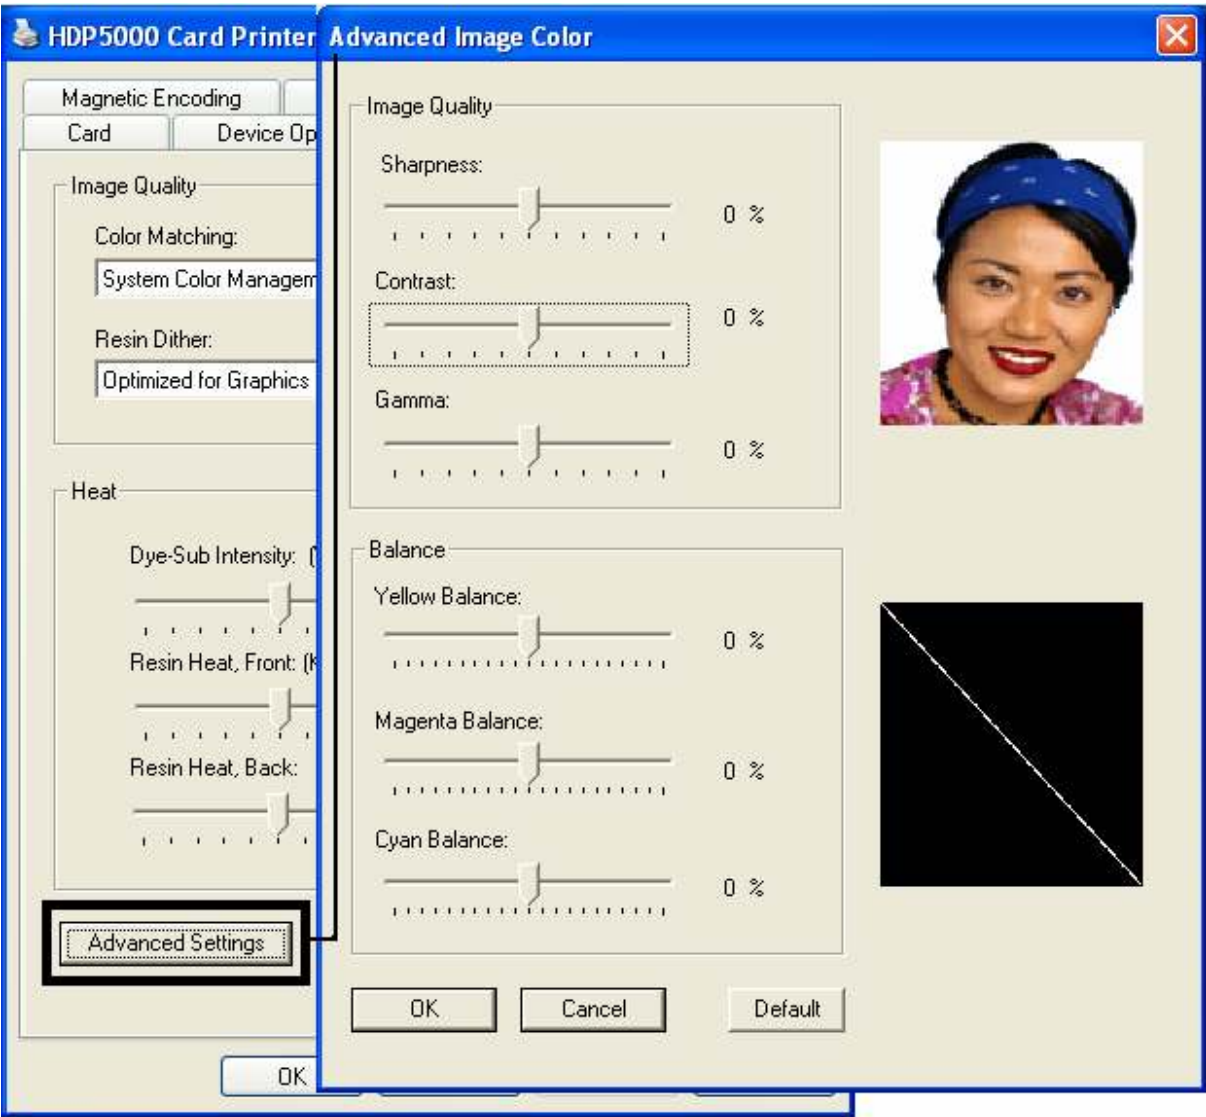 HDP5000 Card Printer
Magnetic Encoding
Card
Device Op
Image Quality
Color Matching:
System Color Managem
Resin Dither:
Optimized for Graphics
Heat
Dye-Sub Intensity: (
Resin Heat, Front: (K
Resin Heat, Back:
Advanced Settings
OK
Advanced Image Color
Image Quality
Sharpness:
0 %
Contrast:
0 %
Gamma:
0 %
Balance
Yellow Balance:
0 %
Magenta Balance:
0 %
Cyan Balance:
0 %
OK
Cancel
Default